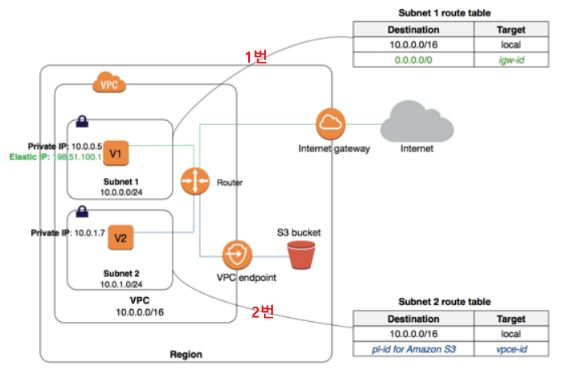 Subnet 1 route table
Destination Target
10.0.0.0/16 local
0.0.0.0/0 igw-id
1번
VPC
Private IP: 10.0.0.5
Elastic IP: 198.51.100.1
V1
Subnet 1
10.0.0.0/24
Router
Internet gateway
Internet
Private IP: 10.0.1.7
V2
Subnet 2
10.0.1.0/24
S3 bucket
VPC endpoint
VPC
10.0.0.0/16
2번
Region
Subnet 2 route table
Destination Target
10.0.0.0/16 local
pl-id for Amazon S3 vpce-id